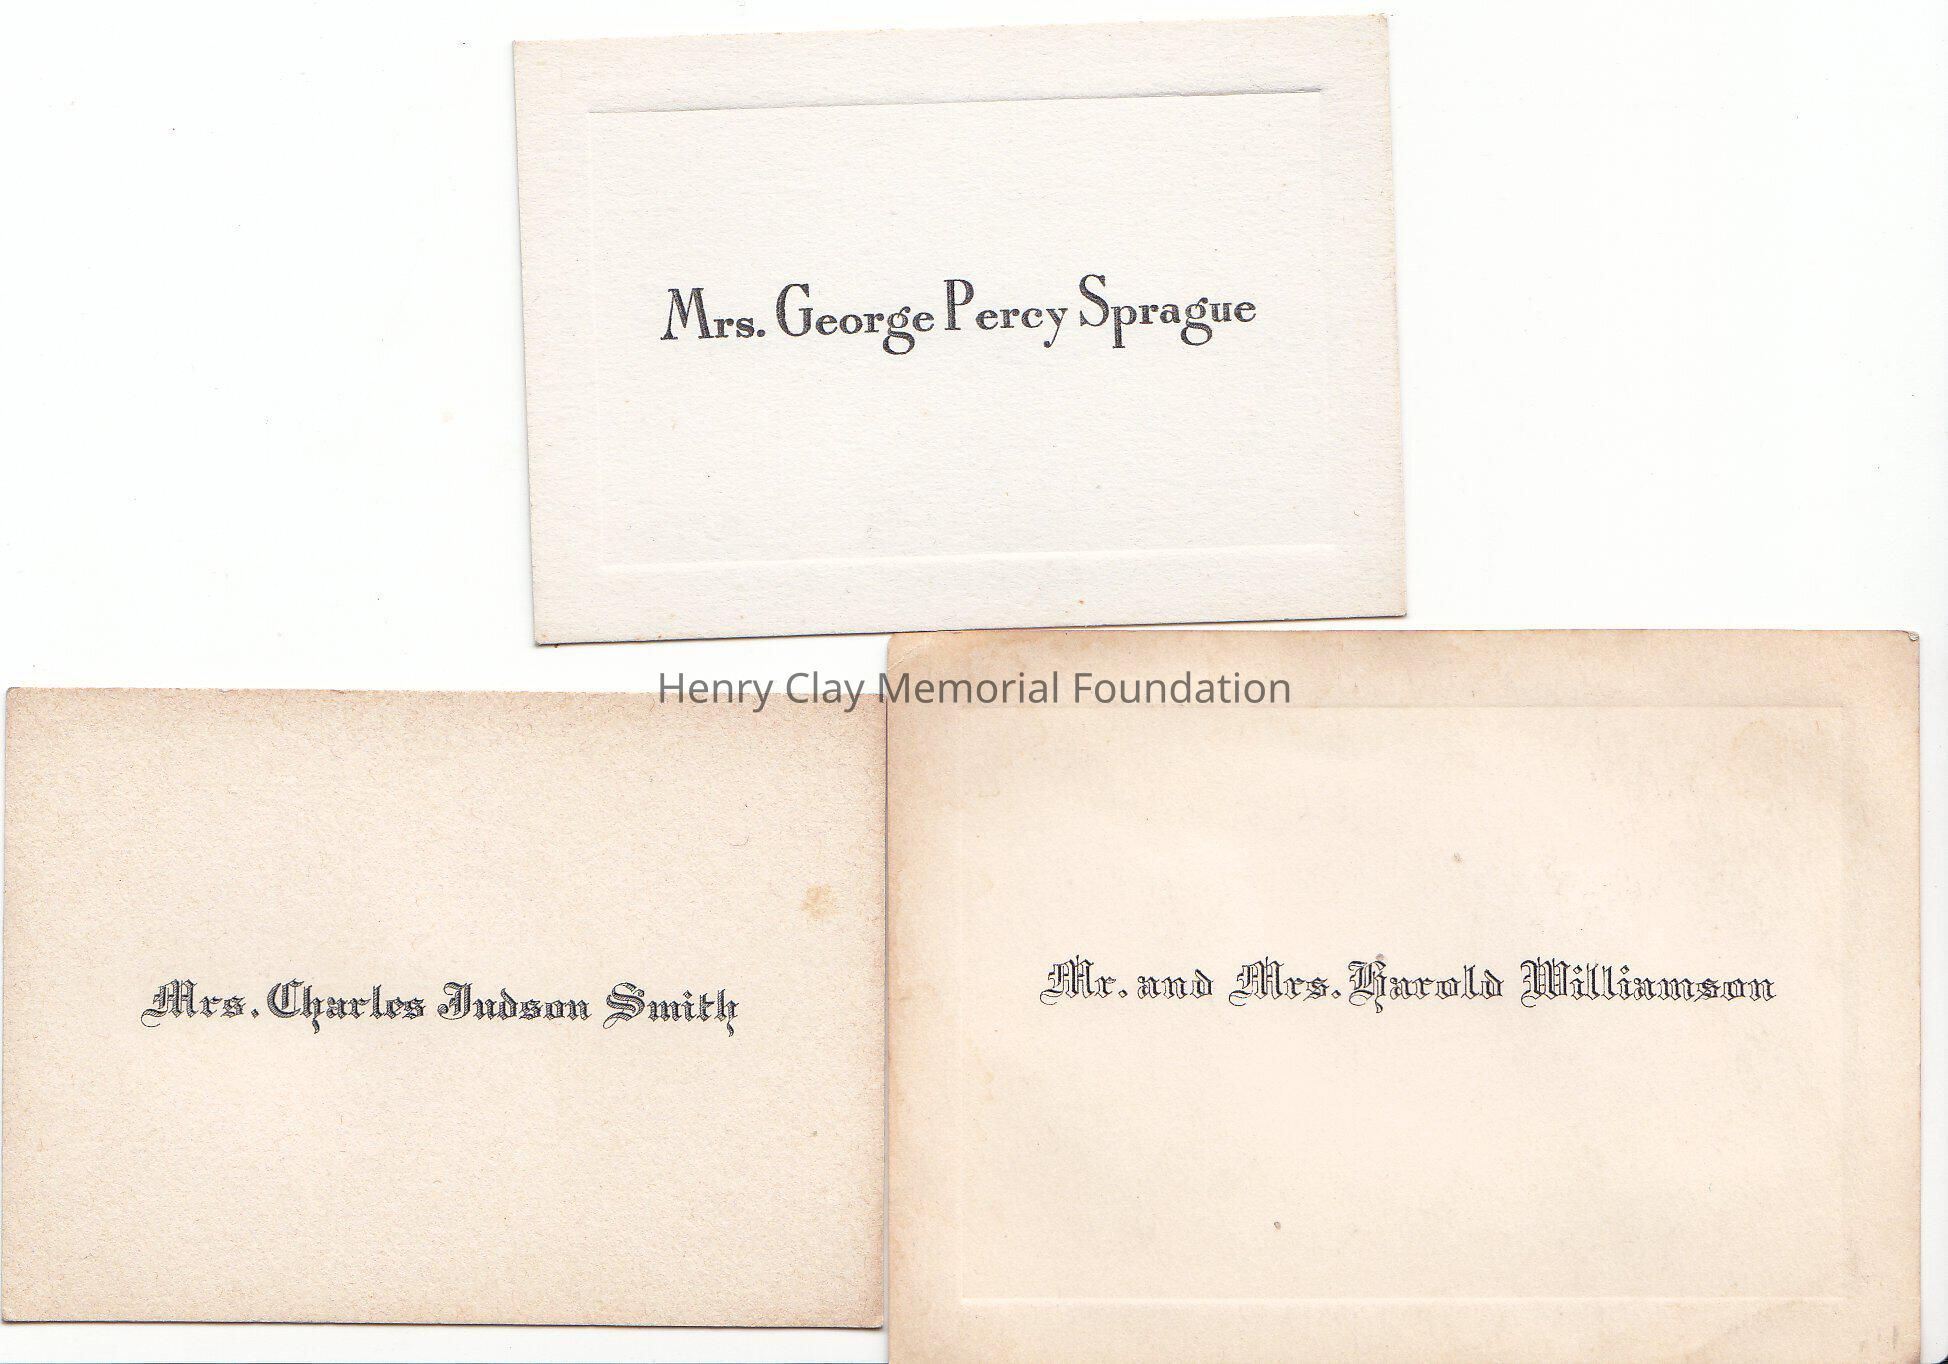 Mrs. George Percy Sprague
Henry Clay Memorial Foundation
Mrs. Charles Judson Smith
Mr. and Mrs. Harold Williamson